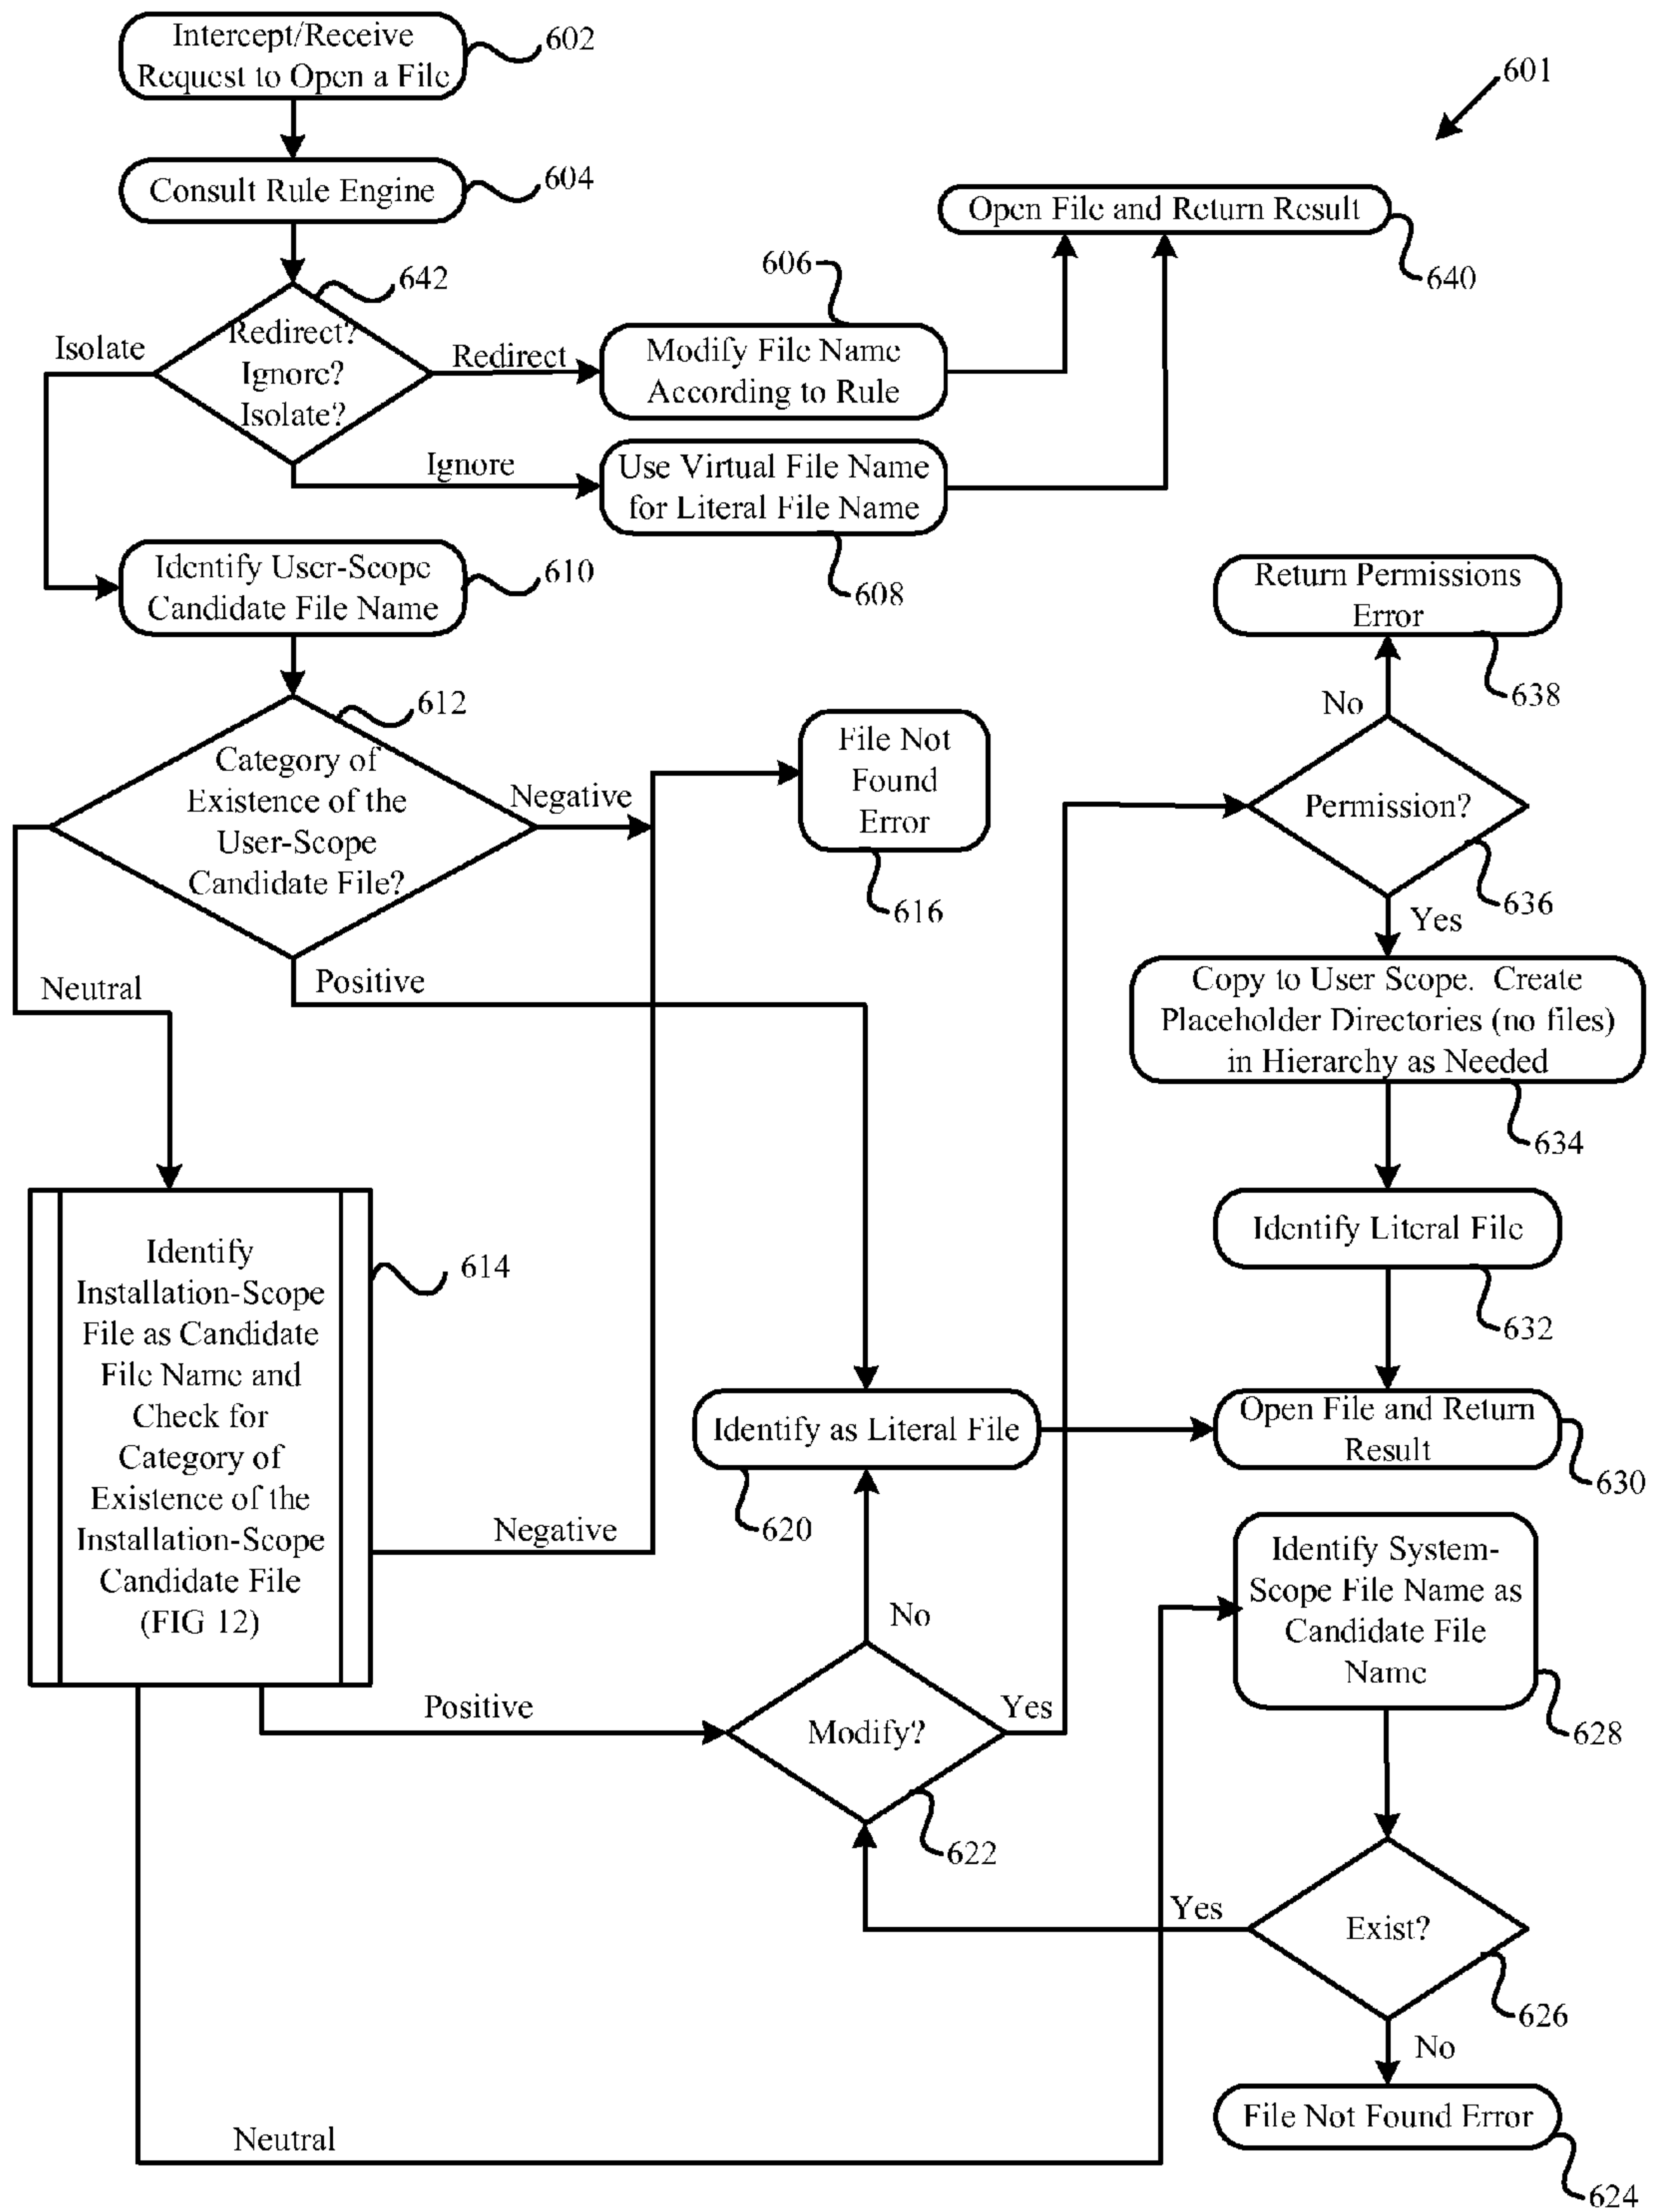 Intercept/Receive
Request to Open a File
602
601
Consult Rule Engine
604
Open File and Return Result
640
642
Redirect?
Ignore?
Isolate?
Isolate
Redirect
606
Modify File Name
According to Rule
Ignore
Use Virtual File Name
for Literal File Name
608
Identify User-Scope
Candidate File Name
610
Return Permissions
Error
638
612
Category of
Existence of the
User-Scope
Candidate File?
Negative
File Not
Found
Error
616
No
Permission?
636
Yes
Neutral
Positive
Copy to User Scope. Create
Placeholder Directories (no files)
in Hierarchy as Needed
634
Identify
Installation-Scope
File as Candidate
File Name and
Check for
Category of
Existence of the
Installation-Scope
Candidate File
(FIG 12)
614
Identify Literal File
632
Identify as Literal File
620
Open File and Return
Result
630
Negative
No
Identify System-
Scope File Name as
Candidate File
Name
628
Positive
Modify?
Yes
622
Yes
Exist?
626
No
File Not Found Error
624
Neutral